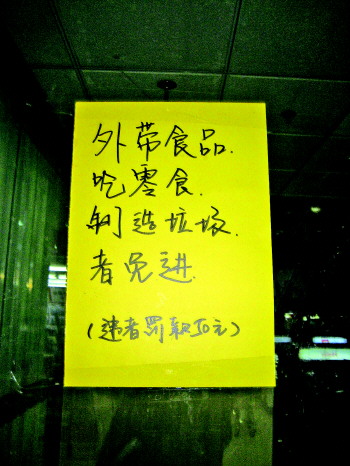 外带食品.
吃零食.
制造垃圾.
者免进.
(违者罚款50元)